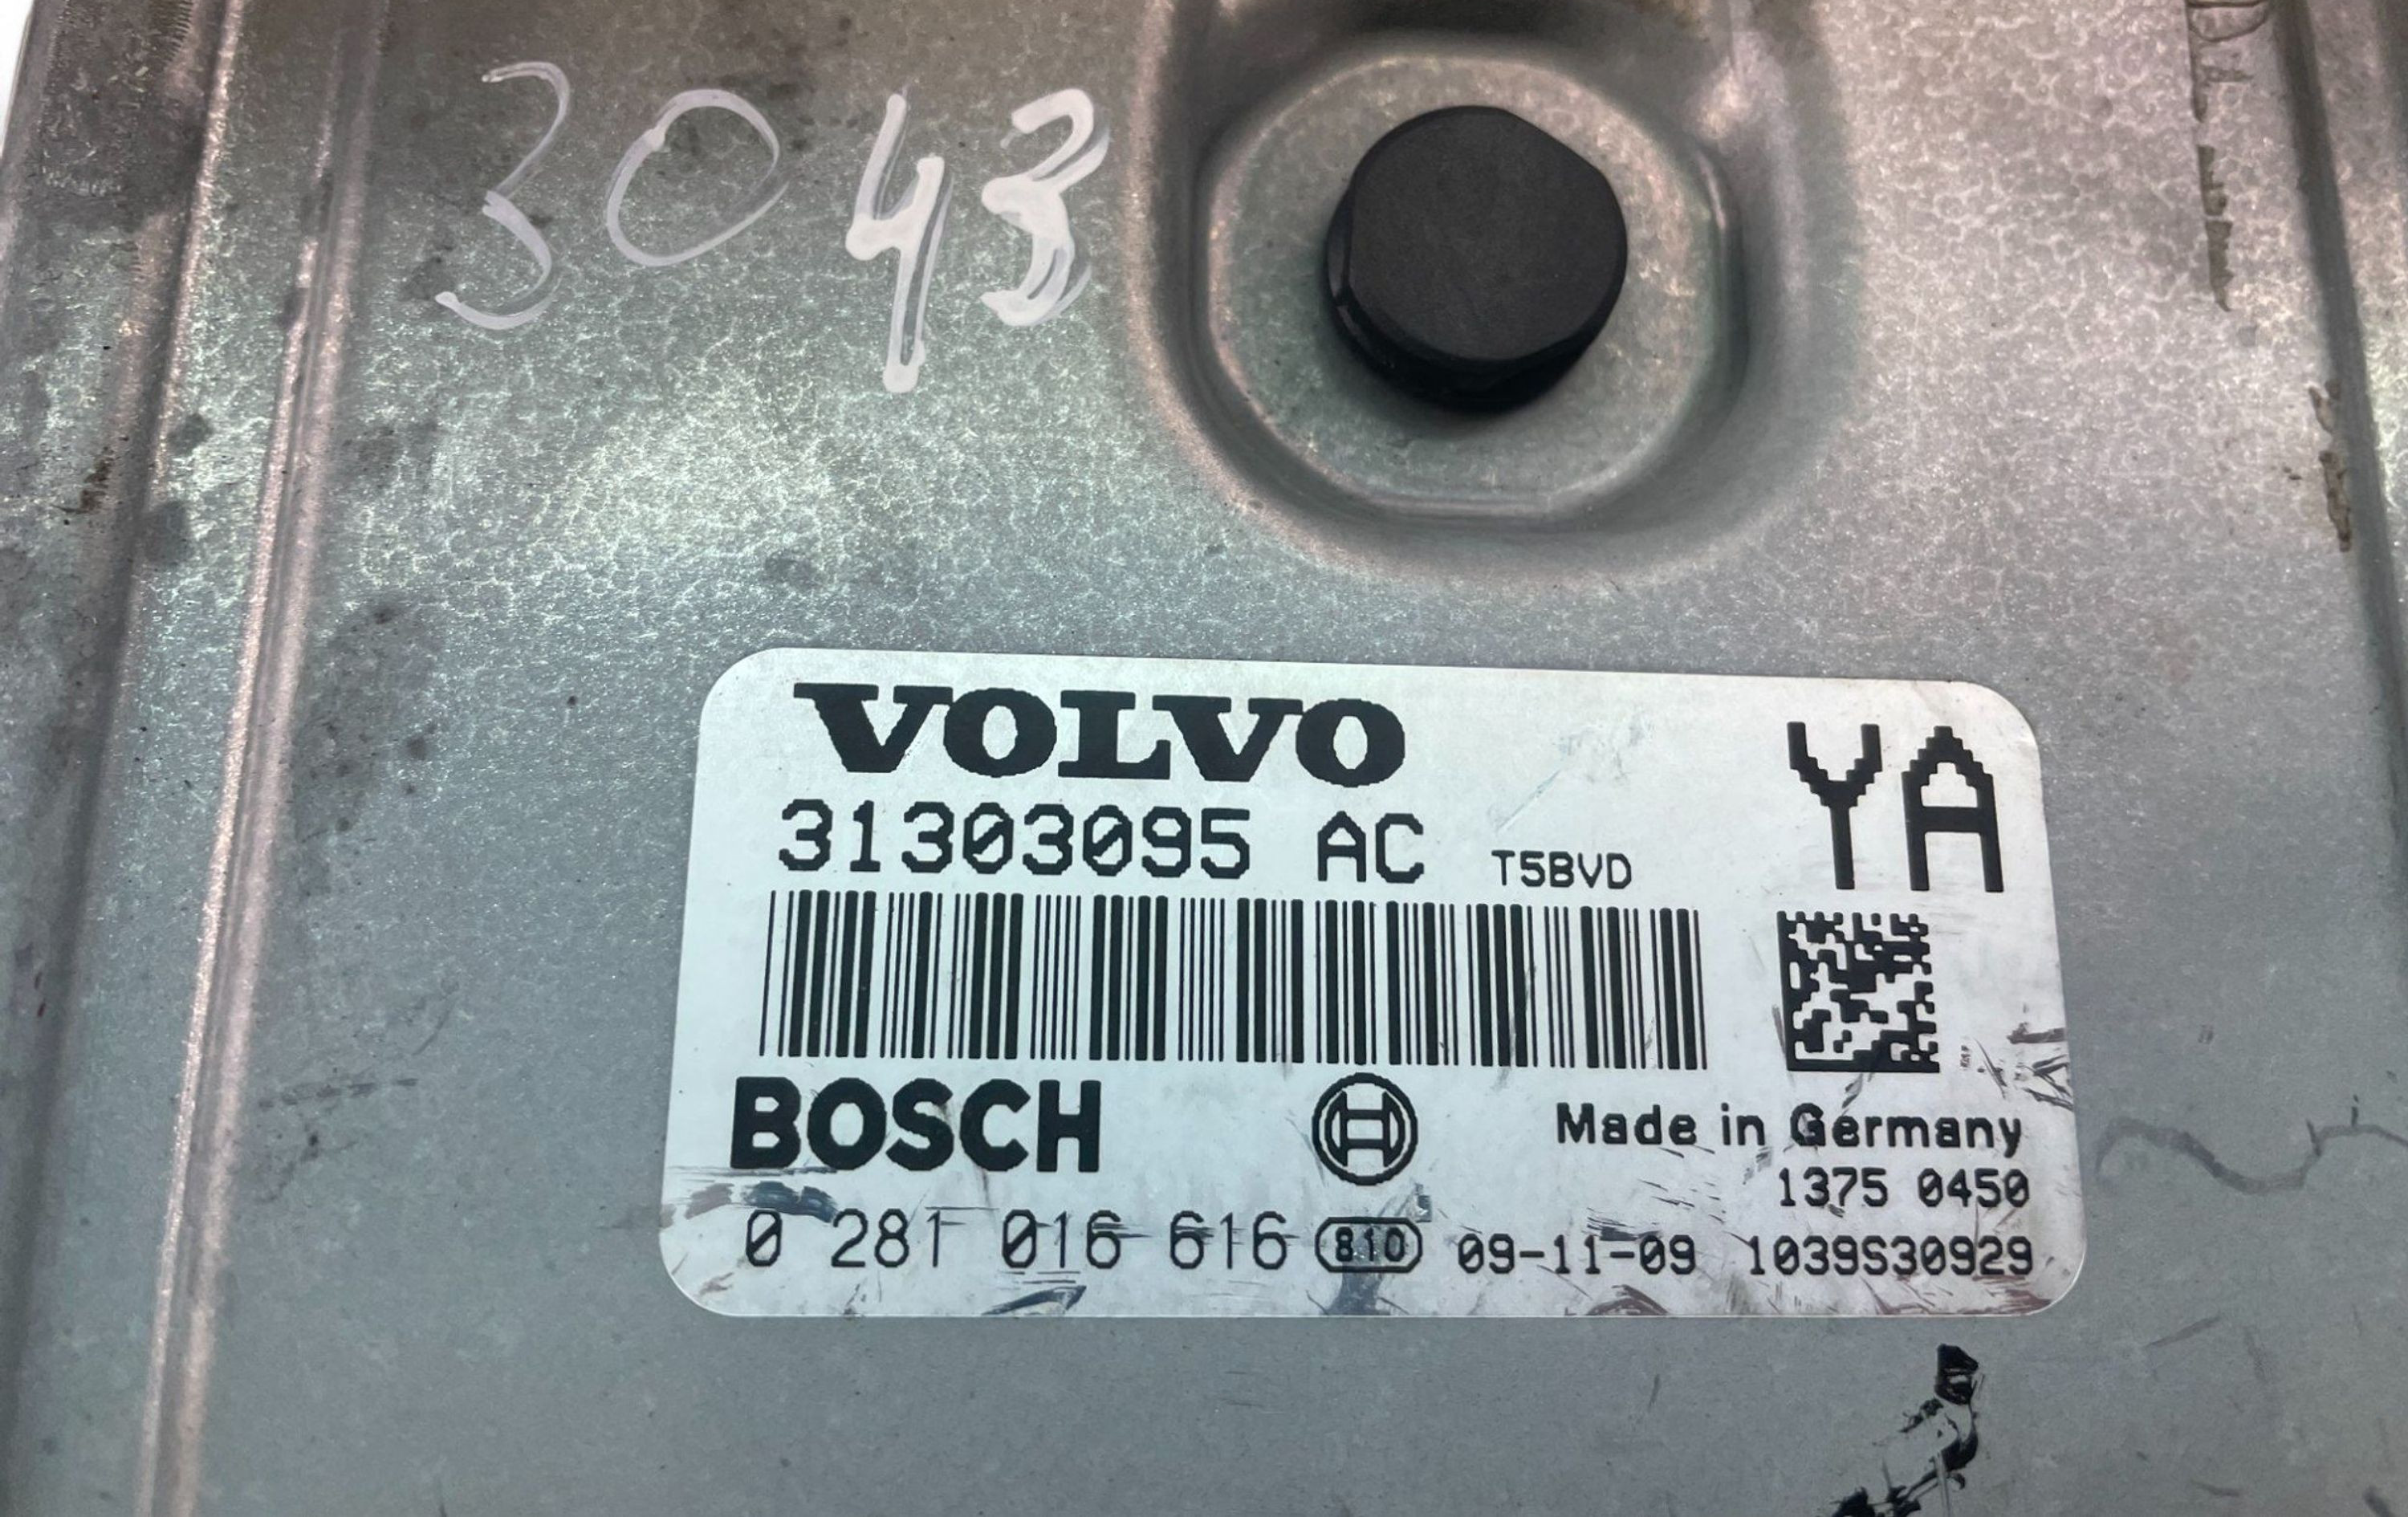 3043
VOLVO
YA
31303095 AC T5BVD
BOSCH
Made in Germany
1375 0450
0 281 016 616 810 09-11-09 1039S30929